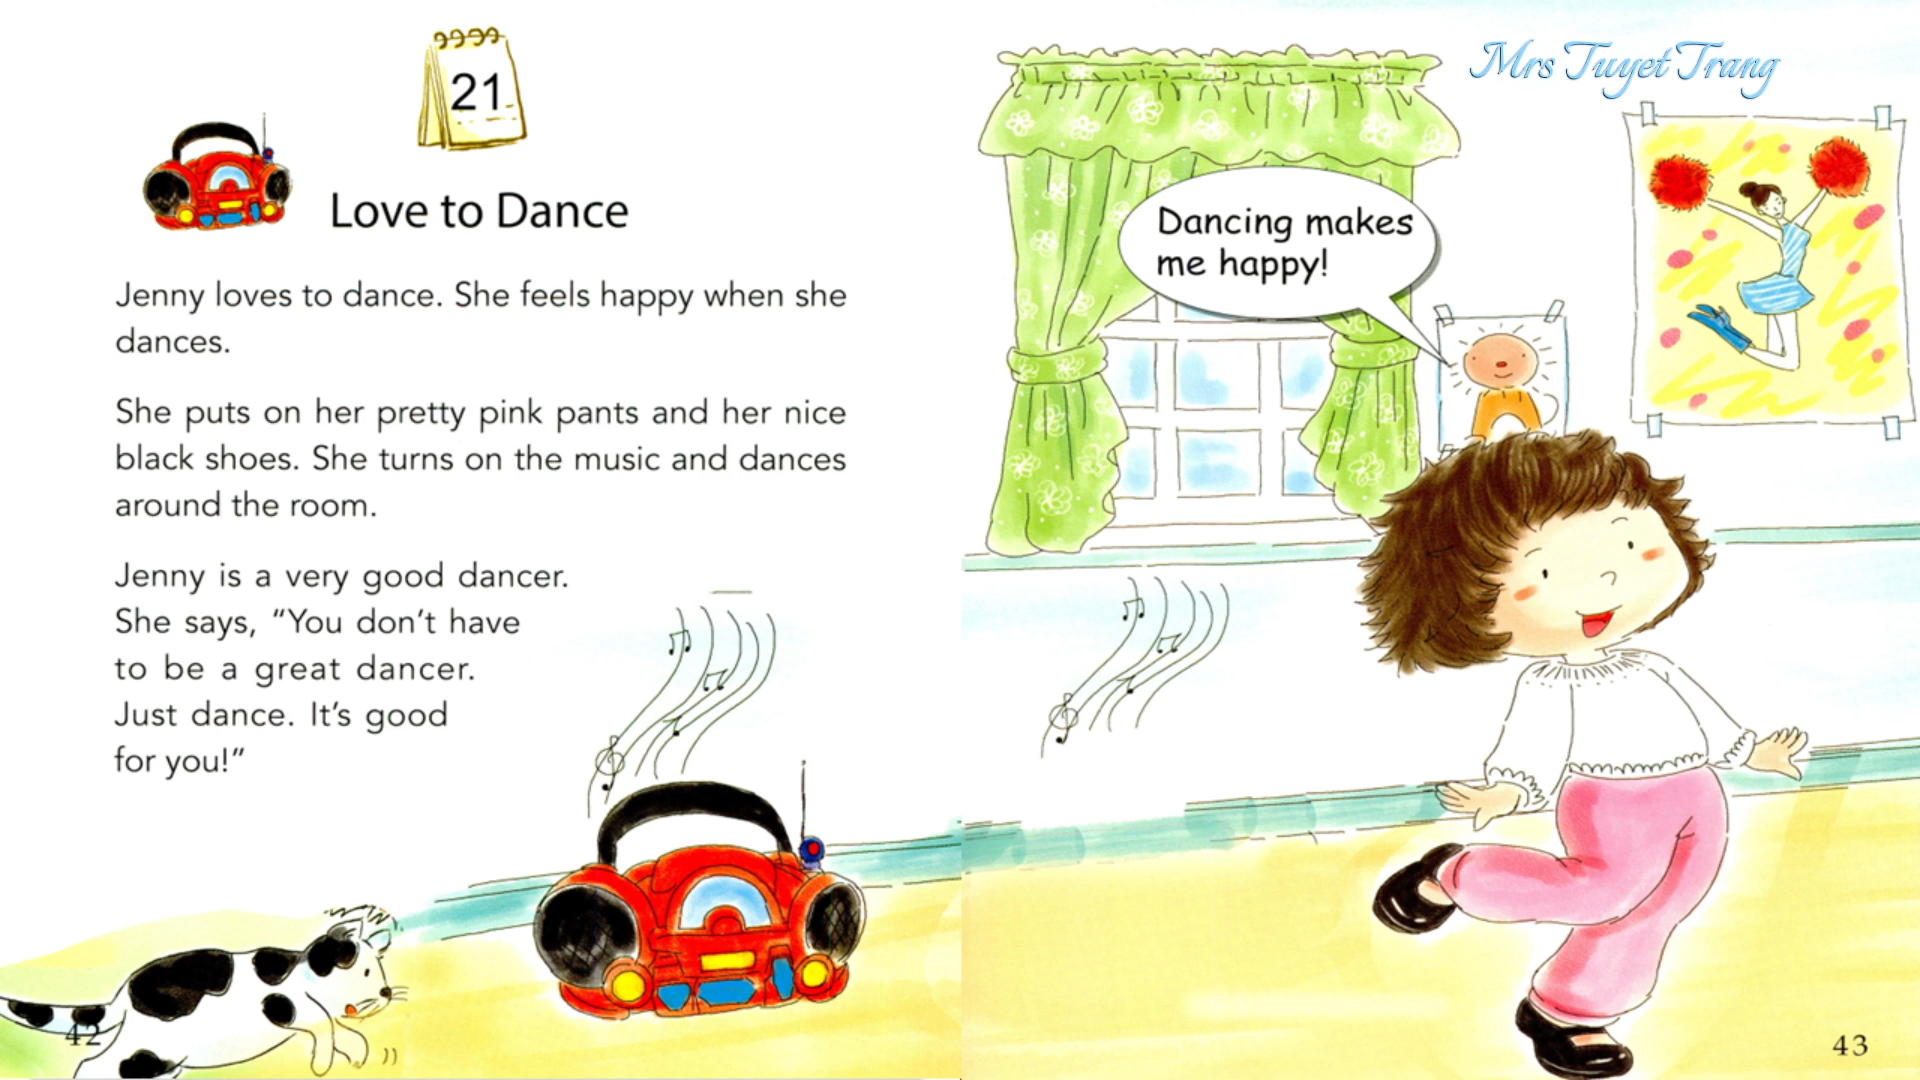 21
Love to Dance
Jenny loves to dance. She feels happy when she
dances.
She puts on her pretty pink pants and her nice
black shoes. She turns on the music and dances
around the room.
Jenny is a very good dancer.
She says, “You don’t have
to be a great dancer.
Just dance. It’s good
for you!”
42
Mrs Tuyet Trang
Dancing makes
me happy!
43